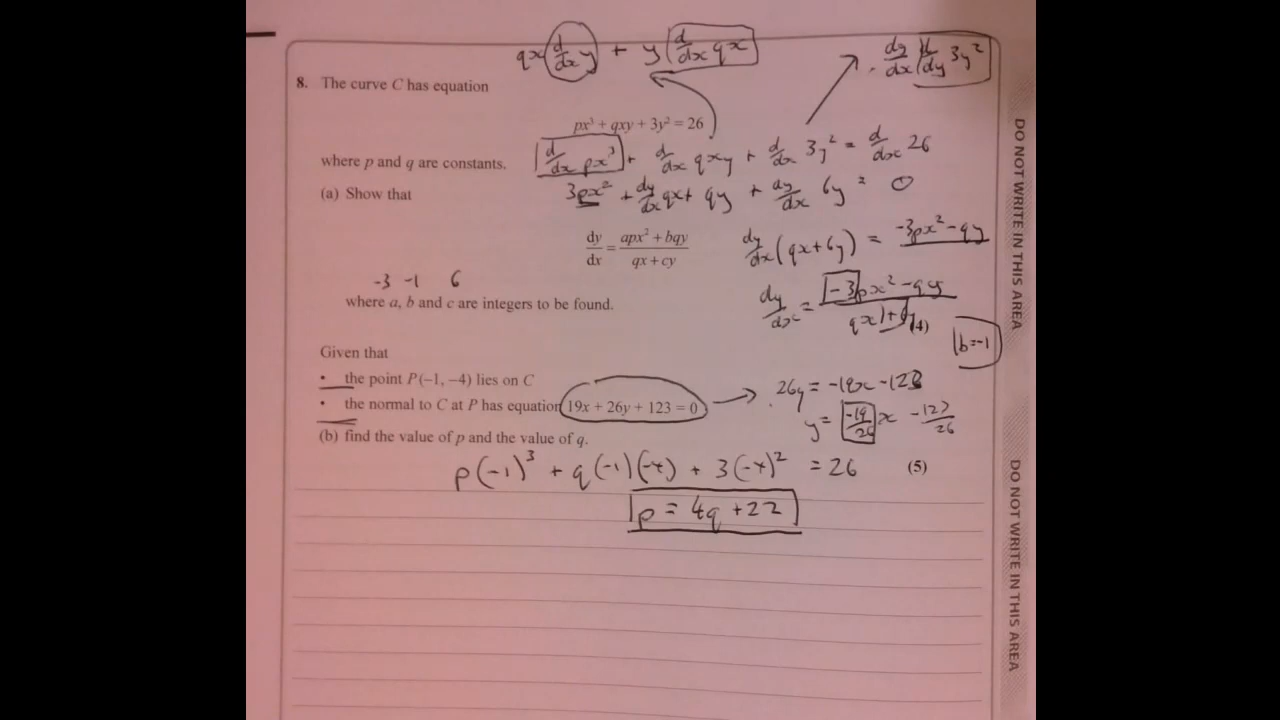 qx d/dx y + y d/dx qx
dy/dx d/dy 3y²
8. The curve C has equation
px³ + qxy + 3y² = 26
where p and q are constants.
d/dx px³ + d/dx qxy + d/dx 3y² = d/dx 26
(a) Show that
3px² + dy/dx qx + qy + dy/dx 6y = 0
dy/dx = apx² + bqy / qx + cy
dy/dx (qx + 6y) = -3px² - qy
-3 -1 6
where a, b and c are integers to be found.
dy/dx = -3px² - qy / qx + 6y
(4)
b = -1
Given that
• the point P(−1, −4) lies on C
• the normal to C at P has equation 19x + 26y + 123 = 0
26y = -19x - 123
y = -19/26 x - 123/26
(b) find the value of p and the value of q.
(5)
p(-1)³ + q(-1)(-4) + 3(-4)² = 26
p = 4q + 22
DO NOT WRITE IN THIS AREA
DO NOT WRITE IN THIS AREA